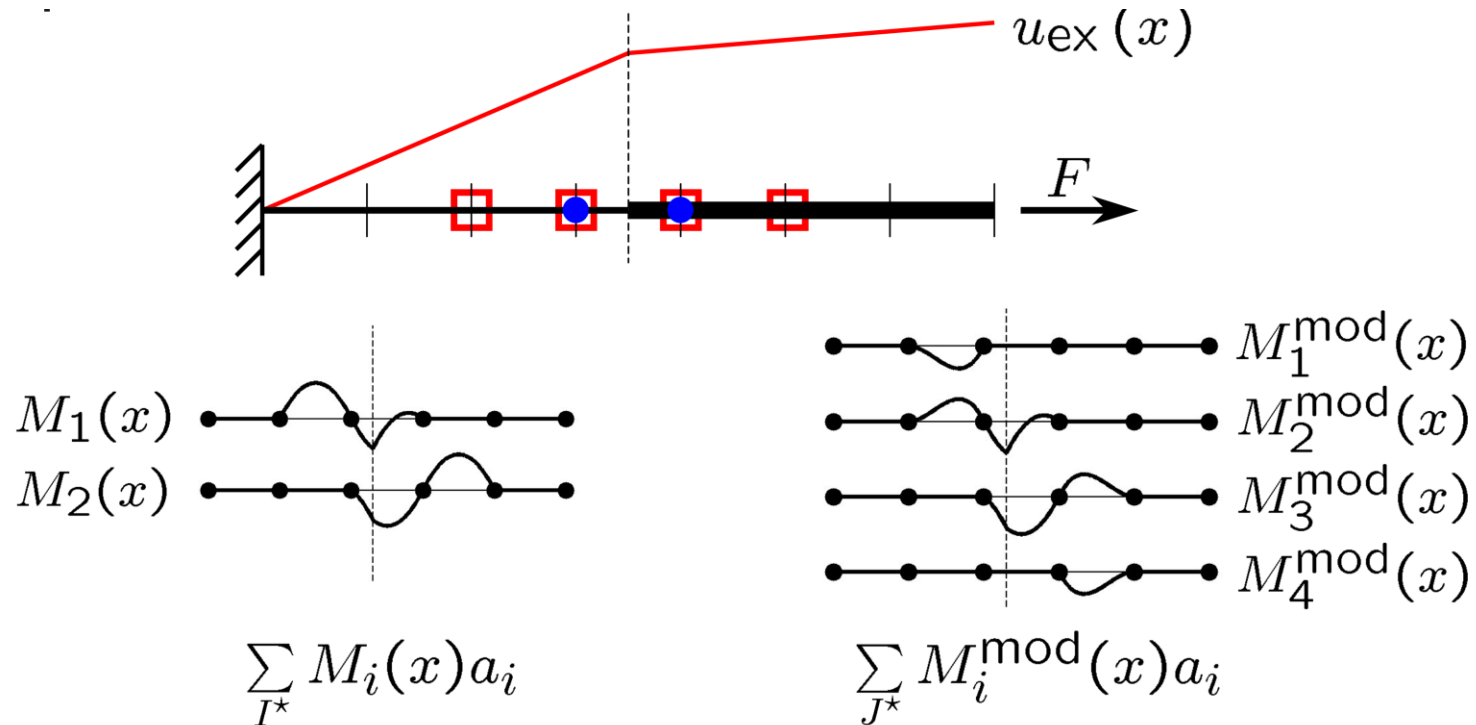 u_ex(x)
F
M_1(x)
M_2(x)
∑_{I⋆} M_i(x)a_i
M_1^mod(x)
M_2^mod(x)
M_3^mod(x)
M_4^mod(x)
∑_{J⋆} M_i^mod(x)a_i